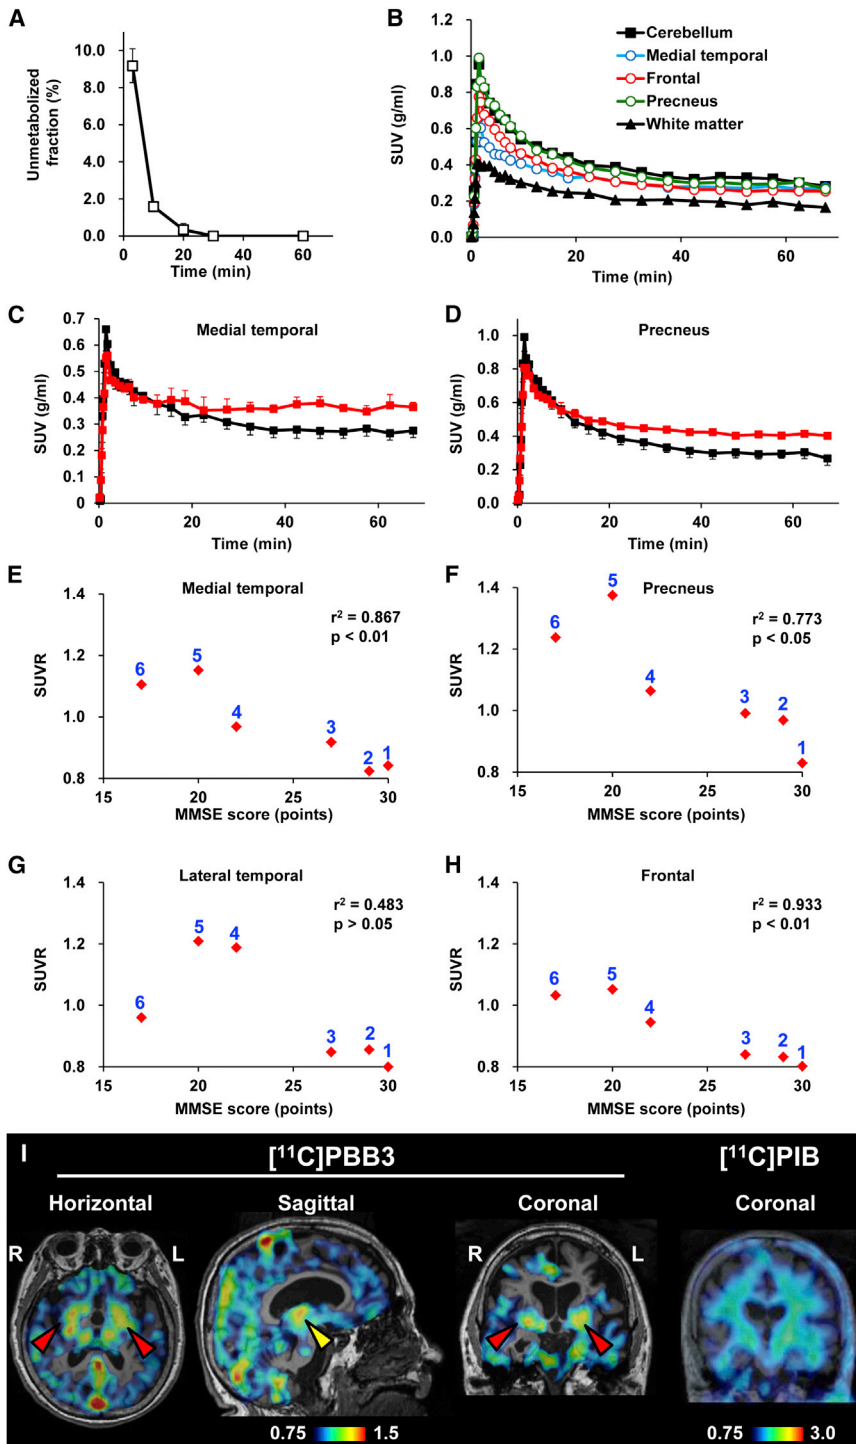 A
Unmetabolized
fraction (%)
10.0
8.0
6.0
4.0
2.0
0.0
0 20 40 60
Time (min)
B
SUV (g/ml)
1.2
1.0
0.8
0.6
0.4
0.2
0.0
0 20 40 60
Time (min)
Cerebellum
Medial temporal
Frontal
Precneus
White matter
C
Medial temporal
SUV (g/ml)
0.7
0.6
0.5
0.4
0.3
0.2
0.1
0
0 20 40 60
Time (min)
D
Precneus
SUV (g/ml)
1.0
0.8
0.6
0.4
0.2
0.0
0 20 40 60
Time (min)
E
Medial temporal
r² = 0.867
p < 0.01
SUVR
1.4
1.2
1.0
0.8
6 5 4 3 2 1
15 20 25 30
MMSE score (points)
F
Precneus
r² = 0.773
p < 0.05
SUVR
1.4
1.2
1.0
0.8
6 5 4 3 2 1
15 20 25 30
MMSE score (points)
G
Lateral temporal
r² = 0.483
p > 0.05
SUVR
1.4
1.2
1.0
0.8
6 5 4 3 2 1
15 20 25 30
MMSE score (points)
H
Frontal
r² = 0.933
p < 0.01
SUVR
1.4
1.2
1.0
0.8
6 5 4 3 2 1
15 20 25 30
MMSE score (points)
I
[¹¹C]PBB3
[¹¹C]PIB
Horizontal
Sagittal
Coronal
Coronal
R L
R L
0.75 1.5
0.75 3.0